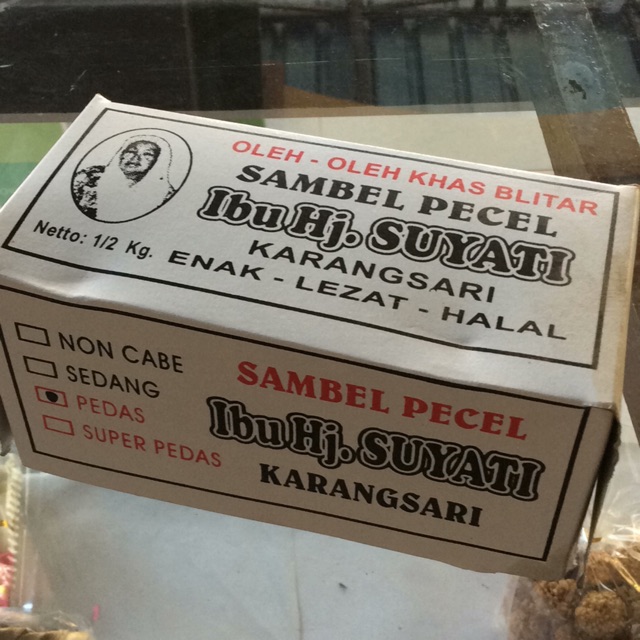 OLEH - OLEH KHAS BLITAR
SAMBEL PECEL
Ibu Hj. SUYATI
KARANGSARI
Netto: 1/2 Kg.
ENAK - LEZAT - HALAL
NON CABE
SEDANG
PEDAS
SUPER PEDAS
SAMBEL PECEL
Ibu Hj. SUYATI
KARANGSARI